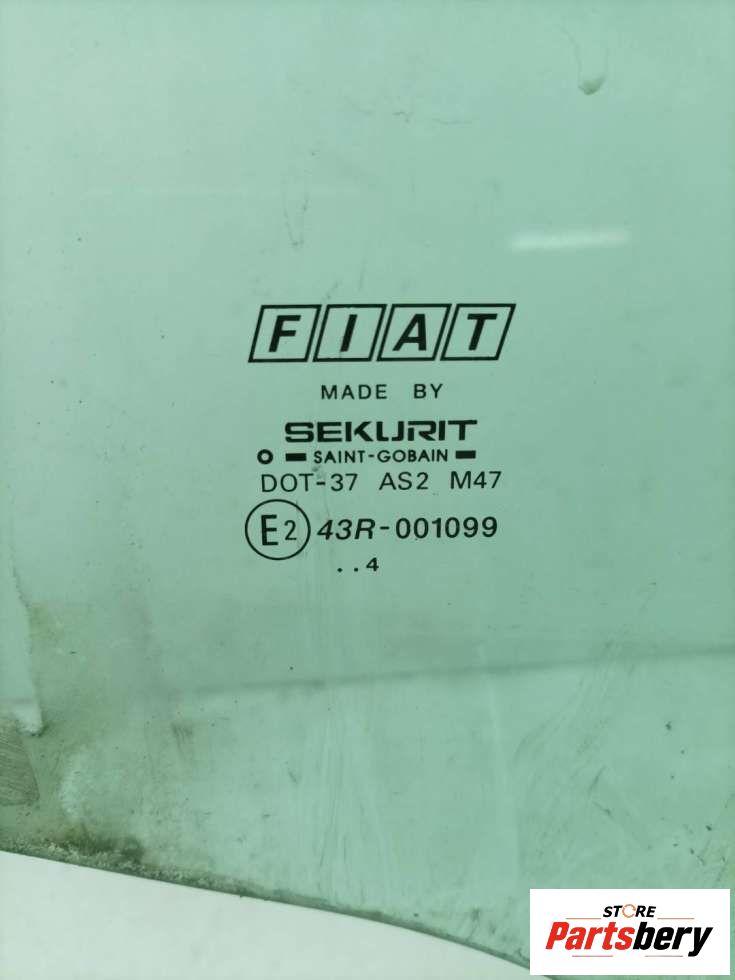 FIAT
MADE BY
SEKURIT
SAINT-GOBAIN
DOT-37 AS2 M47
E2 43R-001099
..4
STORE
Partsbery